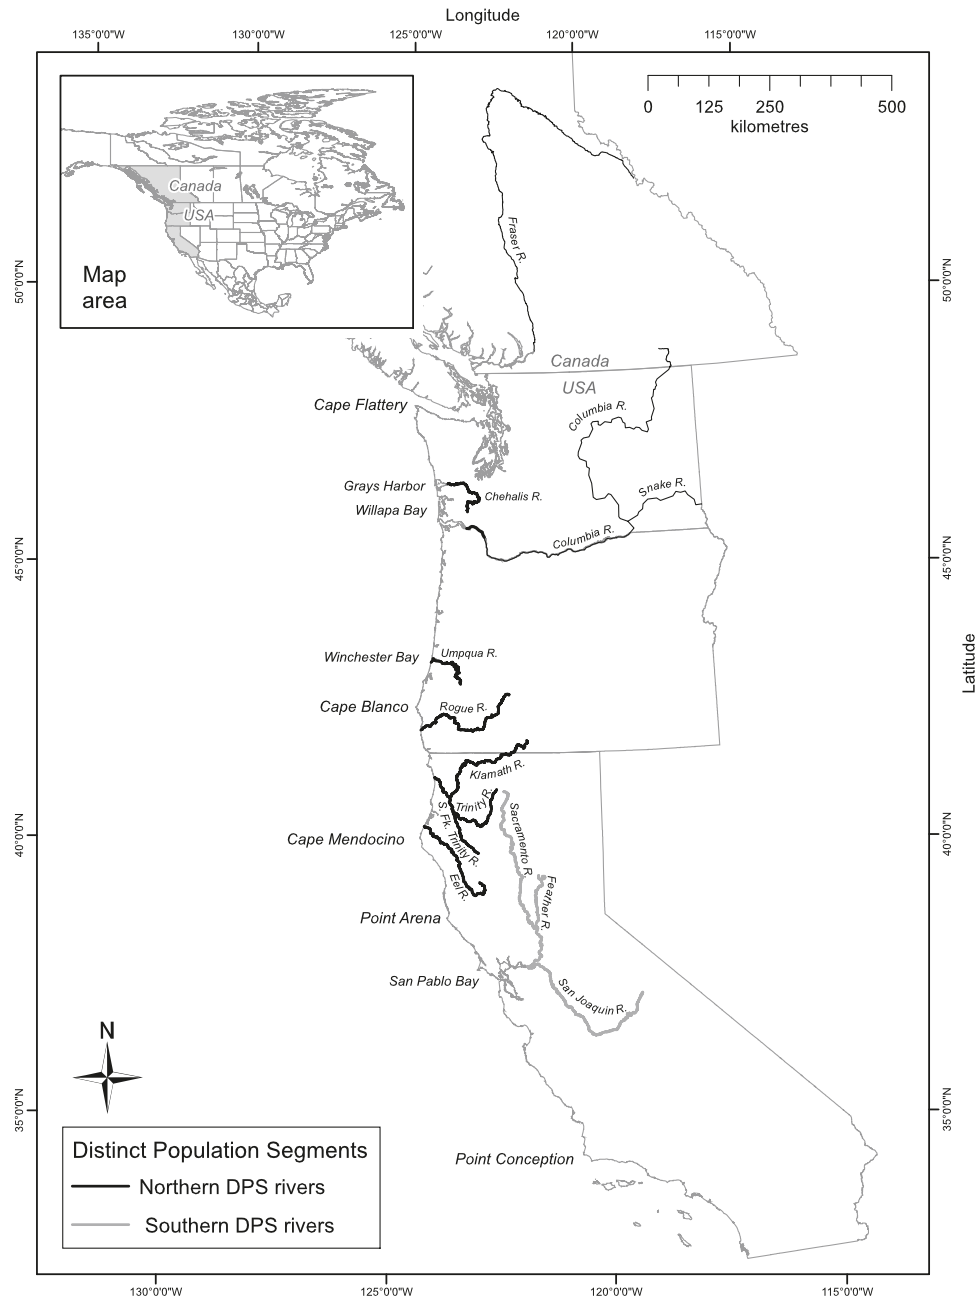 Longitude
135°0'0"W
130°0'0"W
125°0'0"W
120°0'0"W
115°0'0"W
0
125
250
500
kilometres
Canada
USA
Map
area
Fraser R.
50°0'0"N
50°0'0"N
Canada
USA
Cape Flattery
Columbia R.
Grays Harbor
Chehalis R.
Snake R.
Willapa Bay
Columbia R.
45°0'0"N
45°0'0"N
Winchester Bay
Umpqua R.
Latitude
Cape Blanco
Rogue R.
Klamath R.
Trinity R.
S. Fk. Trinity R.
Sacramento R.
40°0'0"N
40°0'0"N
Cape Mendocino
Eel R.
Feather R.
Point Arena
San Pablo Bay
San Joaquin R.
N
35°0'0"N
35°0'0"N
Distinct Population Segments
Northern DPS rivers
Southern DPS rivers
Point Conception
130°0'0"W
125°0'0"W
120°0'0"W
115°0'0"W